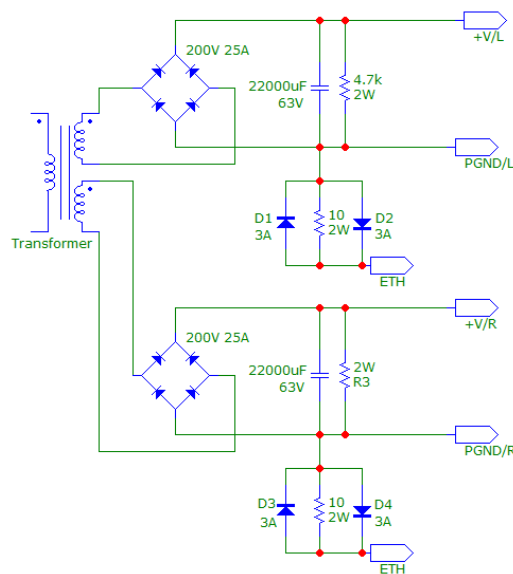 200V 25A
+V/L
22000uF
63V
4.7k
2W
PGND/L
Transformer
D1
3A
10
2W
D2
3A
ETH
200V 25A
+V/R
22000uF
63V
2W
R3
PGND/R
D3
3A
10
2W
D4
3A
ETH